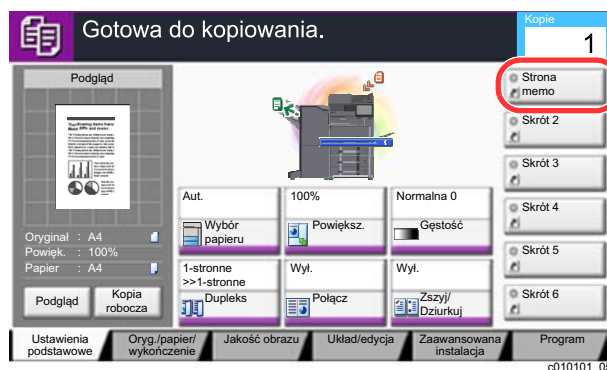 Gotowa do kopiowania.
Kopie
1
Podgląd
Oryginał : A4
Powięk. : 100%
Papier : A4
Podgląd
Kopia
robocza
Aut.
Wybór
papieru
100%
Powiększ.
Normalna 0
Gęstość
1-stronne
>>1-stronne
Dupleks
Wył.
Połącz
Wył.
Zszyj/
Dziurkuj
Strona
memo
Skrót 2
Skrót 3
Skrót 4
Skrót 5
Skrót 6
Ustawienia
podstawowe
Oryg./papier/
wykończenie
Jakość obrazu
Układ/edycja
Zaawansowana
instalacja
Program